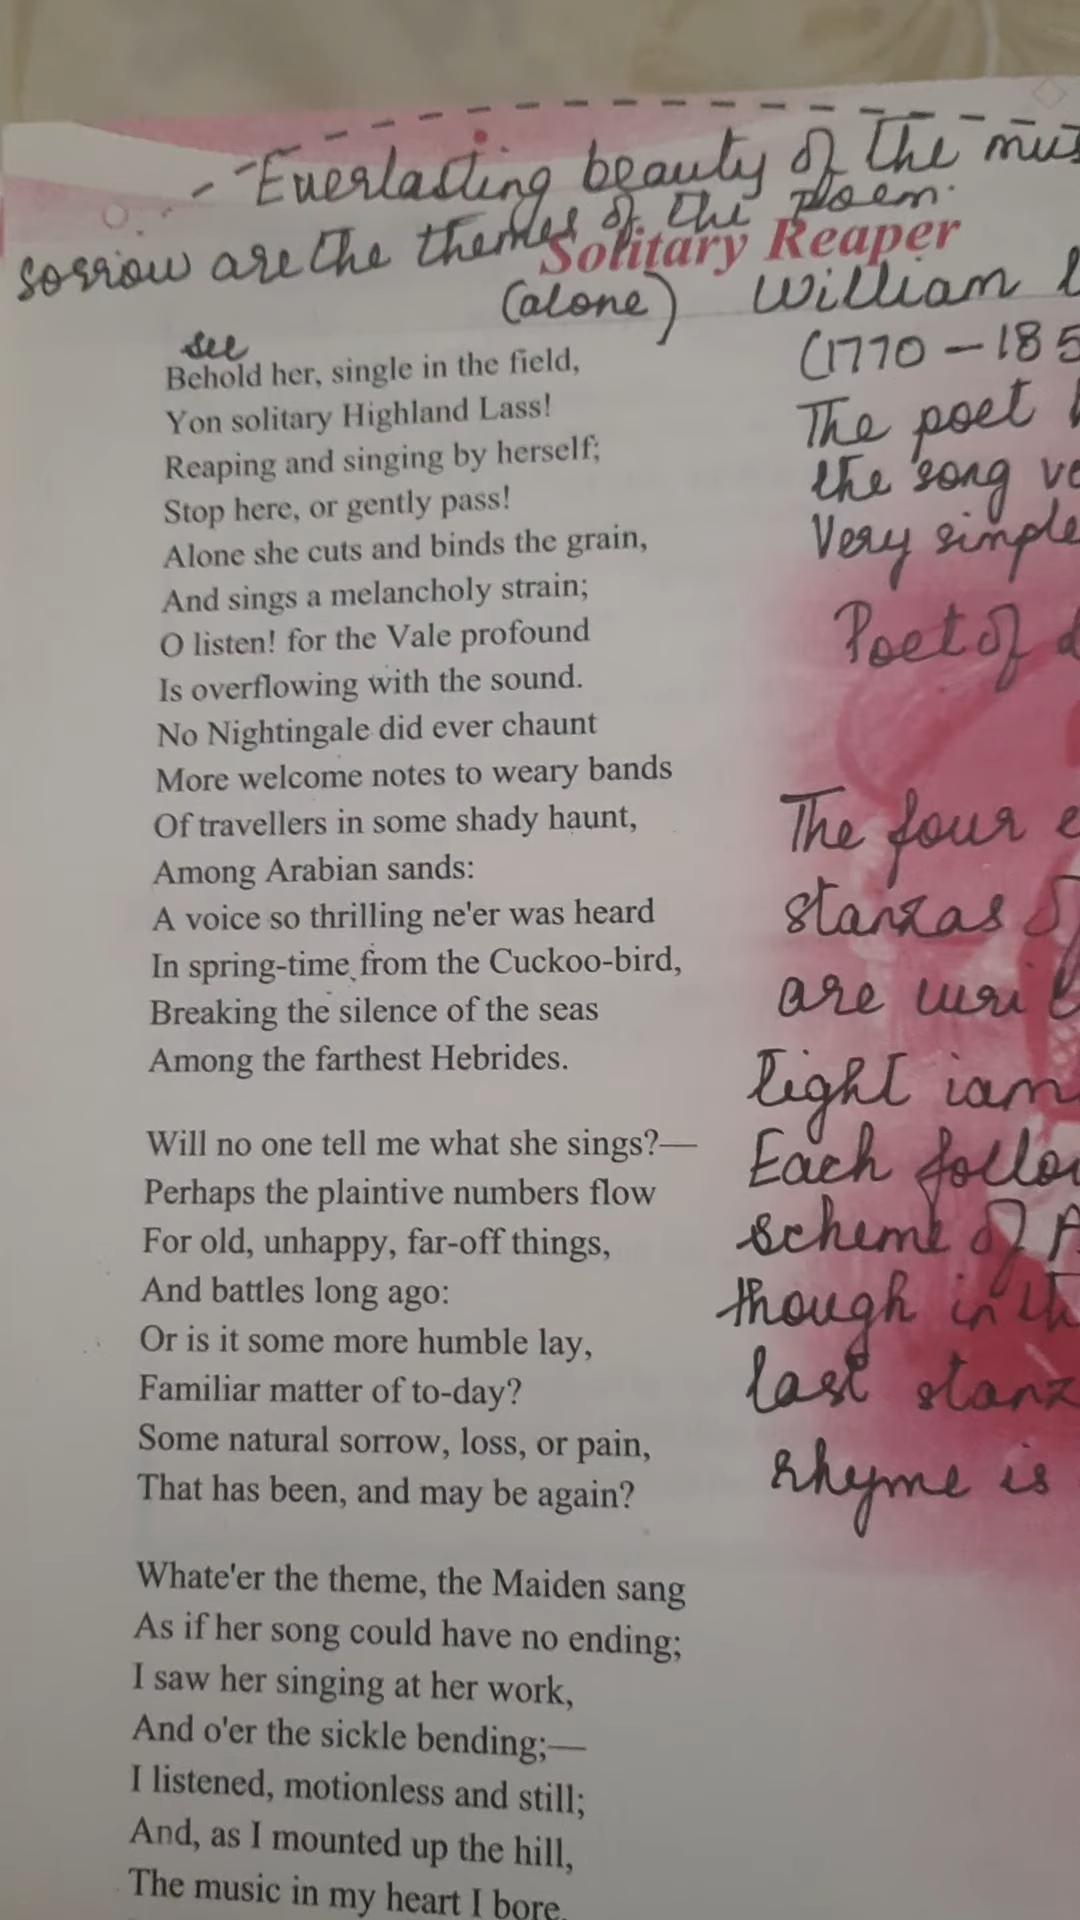 - Everlasting beauty of the
sorrow are the themes of the poem.
Solitary Reaper
(alone)
William
(1770 - 185
see
Behold her, single in the field,
Yon solitary Highland Lass!
Reaping and singing by herself;
Stop here, or gently pass!
Alone she cuts and binds the grain,
And sings a melancholy strain;
O listen! for the Vale profound
Is overflowing with the sound.
No Nightingale did ever chaunt
More welcome notes to weary bands
Of travellers in some shady haunt,
Among Arabian sands:
A voice so thrilling ne'er was heard
In spring-time from the Cuckoo-bird,
Breaking the silence of the seas
Among the farthest Hebrides.
Will no one tell me what she sings?—
Perhaps the plaintive numbers flow
For old, unhappy, far-off things,
And battles long ago:
Or is it some more humble lay,
Familiar matter of to-day?
Some natural sorrow, loss, or pain,
That has been, and may be again?
Whate'er the theme, the Maiden sang
As if her song could have no ending;
I saw her singing at her work,
And o'er the sickle bending;—
I listened, motionless and still;
And, as I mounted up the hill,
The music in my heart I bore,
The poet
the song
Very simple
Poet of
The four
stanzas
are
Eight
Each
scheme of A
though in
last
rhyme is